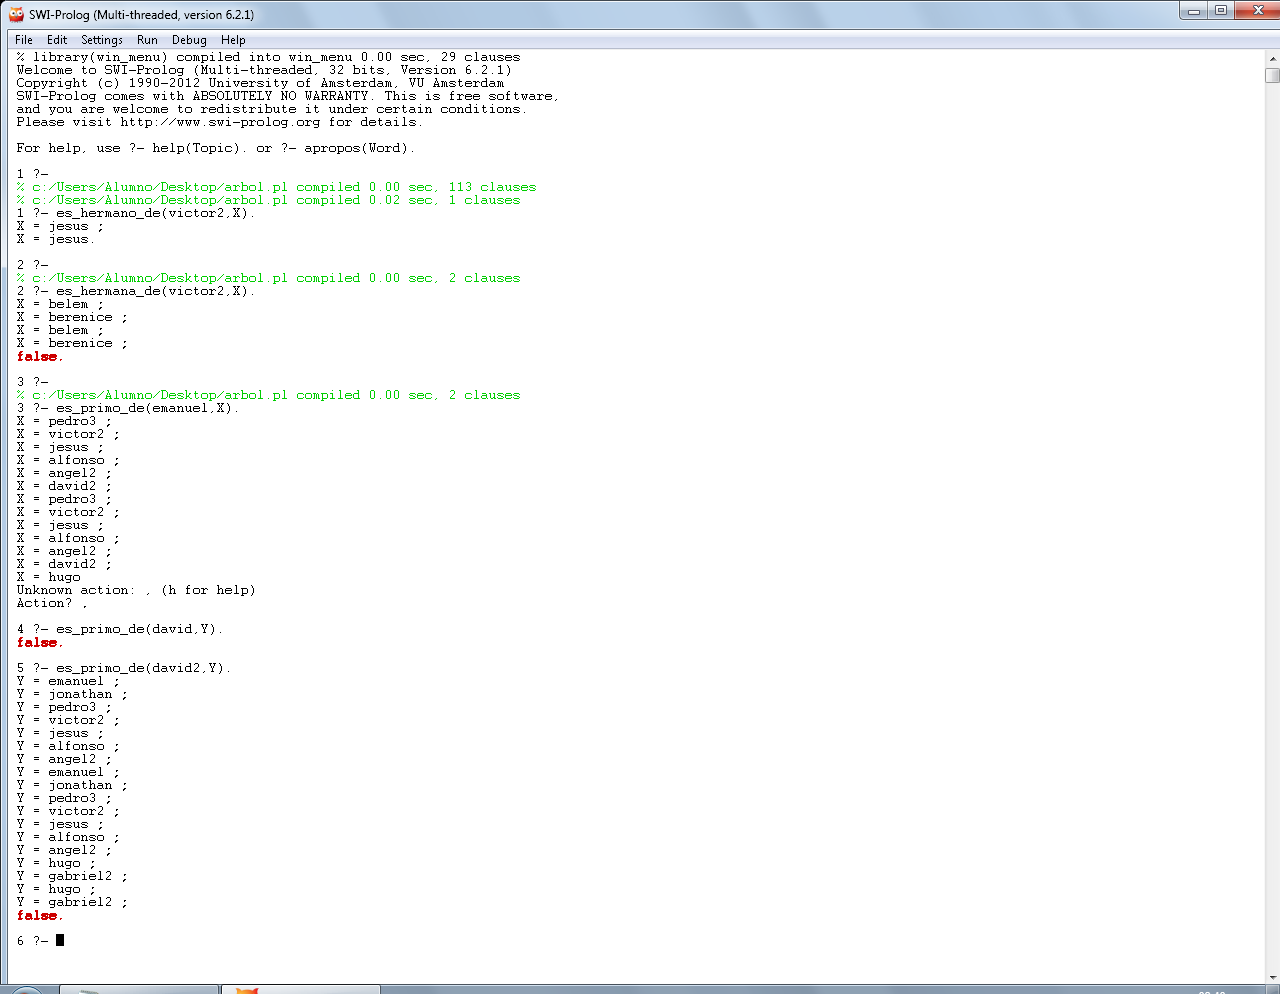 SWI-Prolog (Multi-threaded, version 6.2.1)
File Edit Settings Run Debug Help
% library(win_menu) compiled into win_menu 0.00 sec, 29 clauses
Welcome to SWI-Prolog (Multi-threaded, 32 bits, Version 6.2.1)
Copyright (c) 1990-2012 University of Amsterdam, VU Amsterdam
SWI-Prolog comes with ABSOLUTELY NO WARRANTY. This is free software,
and you are welcome to redistribute it under certain conditions.
Please visit http://www.swi-prolog.org for details.
For help, use ?- help(Topic). or ?- apropos(Word).
1 ?-
% c:/Users/Alumno/Desktop/arbol.pl compiled 0.00 sec, 113 clauses
% c:/Users/Alumno/Desktop/arbol.pl compiled 0.02 sec, 1 clauses
1 ?- es_hermano_de(victor2,X).
X = jesus ;
X = jesus.
2 ?-
% c:/Users/Alumno/Desktop/arbol.pl compiled 0.00 sec, 2 clauses
2 ?- es_hermana_de(victor2,X).
X = belem ;
X = berenice ;
X = belem ;
X = berenice ;
false.
3 ?-
% c:/Users/Alumno/Desktop/arbol.pl compiled 0.00 sec, 2 clauses
3 ?- es_primo_de(emanuel,X).
X = pedro3 ;
X = victor2 ;
X = jesus ;
X = alfonso ;
X = angel2 ;
X = david2 ;
X = pedro3 ;
X = victor2 ;
X = jesus ;
X = alfonso ;
X = angel2 ;
X = david2 ;
X = hugo
Unknown action: , (h for help)
Action? ,
4 ?- es_primo_de(david,Y).
false.
5 ?- es_primo_de(david2,Y).
Y = emanuel ;
Y = jonathan ;
Y = pedro3 ;
Y = victor2 ;
Y = jesus ;
Y = alfonso ;
Y = angel2 ;
Y = emanuel ;
Y = jonathan ;
Y = pedro3 ;
Y = victor2 ;
Y = jesus ;
Y = alfonso ;
Y = angel2 ;
Y = hugo ;
Y = gabriel2 ;
Y = hugo ;
Y = gabriel2 ;
false.
6 ?-